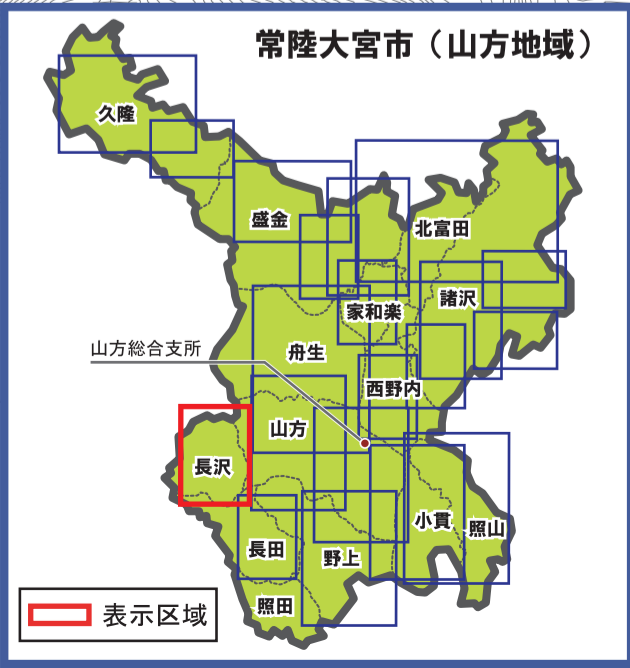 常陸大宮市（山方地域）
久隆
盛金
北富田
諸沢
家和楽
山方総合支所
舟生
西野内
山方
長沢
小貫
照山
長田
野上
照田
表示区域